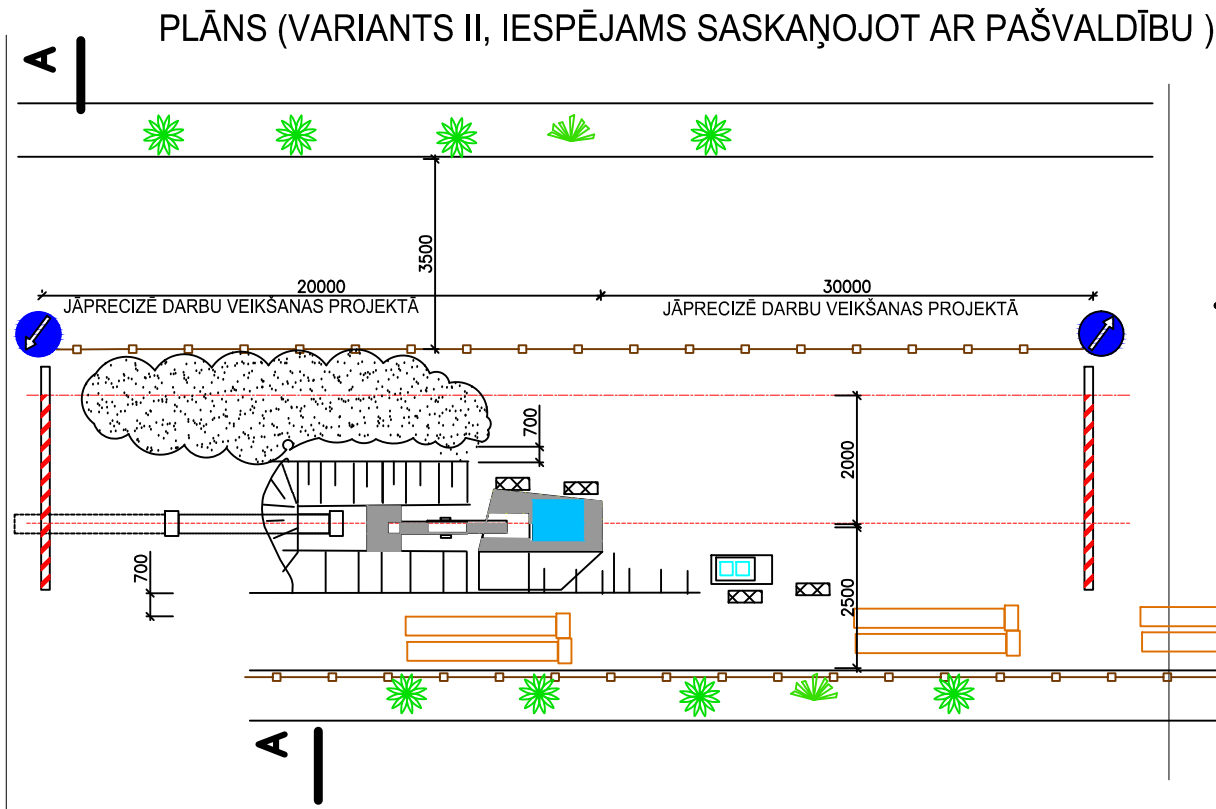 PLĀNS (VARIANTS II, IESPĒJAMS SASKAŅOJOT AR PAŠVALDĪBU )
A
3500
20000
30000
JĀPRECIZĒ DARBU VEIKŠANAS PROJEKTĀ
JĀPRECIZĒ DARBU VEIKŠANAS PROJEKTĀ
700
2000
700
2500
A